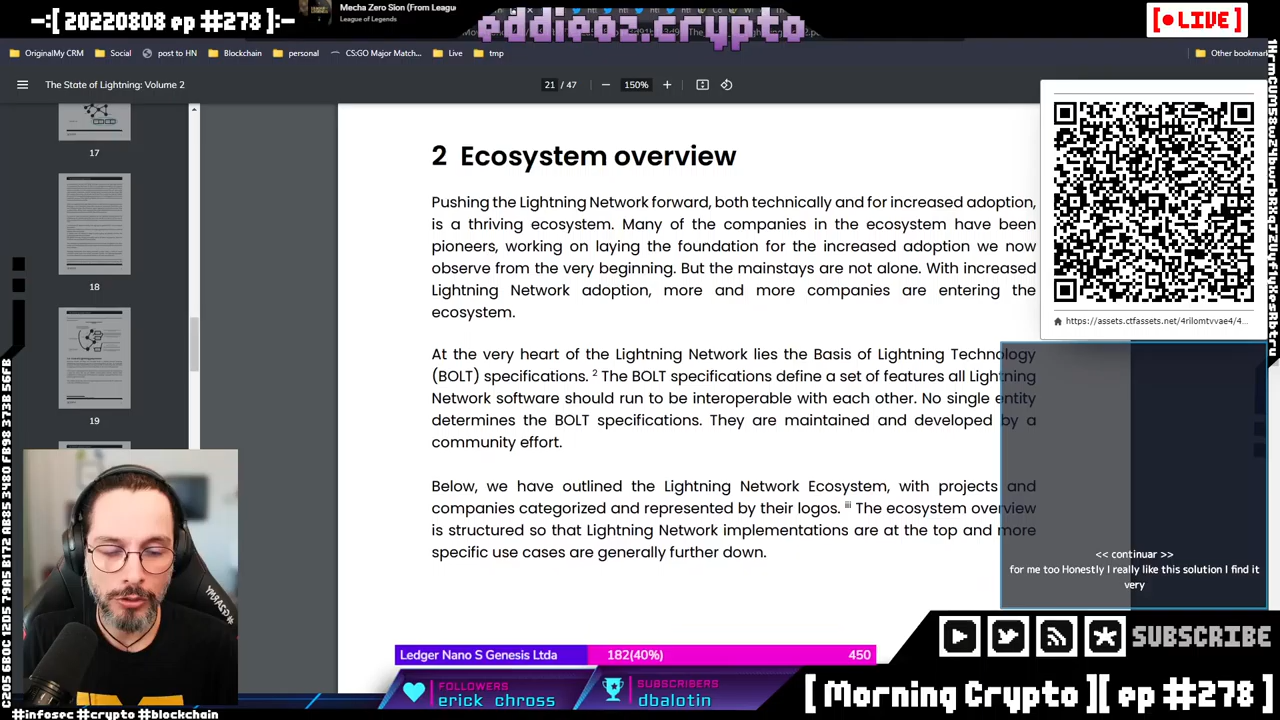 -:[ 20220808 ep #278 ]:-
Mecha Zero Sion (From League
League of Legends
eddieoz.crypto
[ • LIVE ]
OriginalMy CRM
Social
post to HN
Blockchain
personal
CS:GO Major Match...
Live
tmp
Other bookmar
The State of Lightning: Volume 2
21 / 47
150%
17
18
19
2 Ecosystem overview
Pushing the Lightning Network forward, both technically and for increased adoption,
is a thriving ecosystem. Many of the companies in the ecosystem have been
pioneers, working on laying the foundation for the increased adoption we now
observe from the very beginning. But the mainstays are not alone. With increased
Lightning Network adoption, more and more companies are entering the
ecosystem.
At the very heart of the Lightning Network lies the Basis of Lightning Technology
(BOLT) specifications. 2 The BOLT specifications define a set of features all Lightning
Network software should run to be interoperable with each other. No single entity
determines the BOLT specifications. They are maintained and developed by a
community effort.
Below, we have outlined the Lightning Network Ecosystem, with projects and
companies categorized and represented by their logos. iii The ecosystem overview
is structured so that Lightning Network implementations are at the top and more
specific use cases are generally further down.
https://assets.ctfassets.net/4rilomtvvae4/4...
<< continuar >>
for me too Honestly I really like this solution I find it
very
SUBSCRIBE
Ledger Nano S Genesis Ltda
182(40%)
450
FOLLOWERS
erick_chross
SUBSCRIBERS
dbalotin
[ Morning Crypto ][ ep #278 ]
#infosec #crypto #blockchain